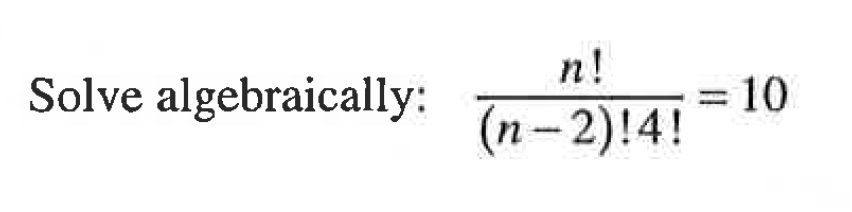 Solve algebraically: n! / (n − 2)! 4! = 10